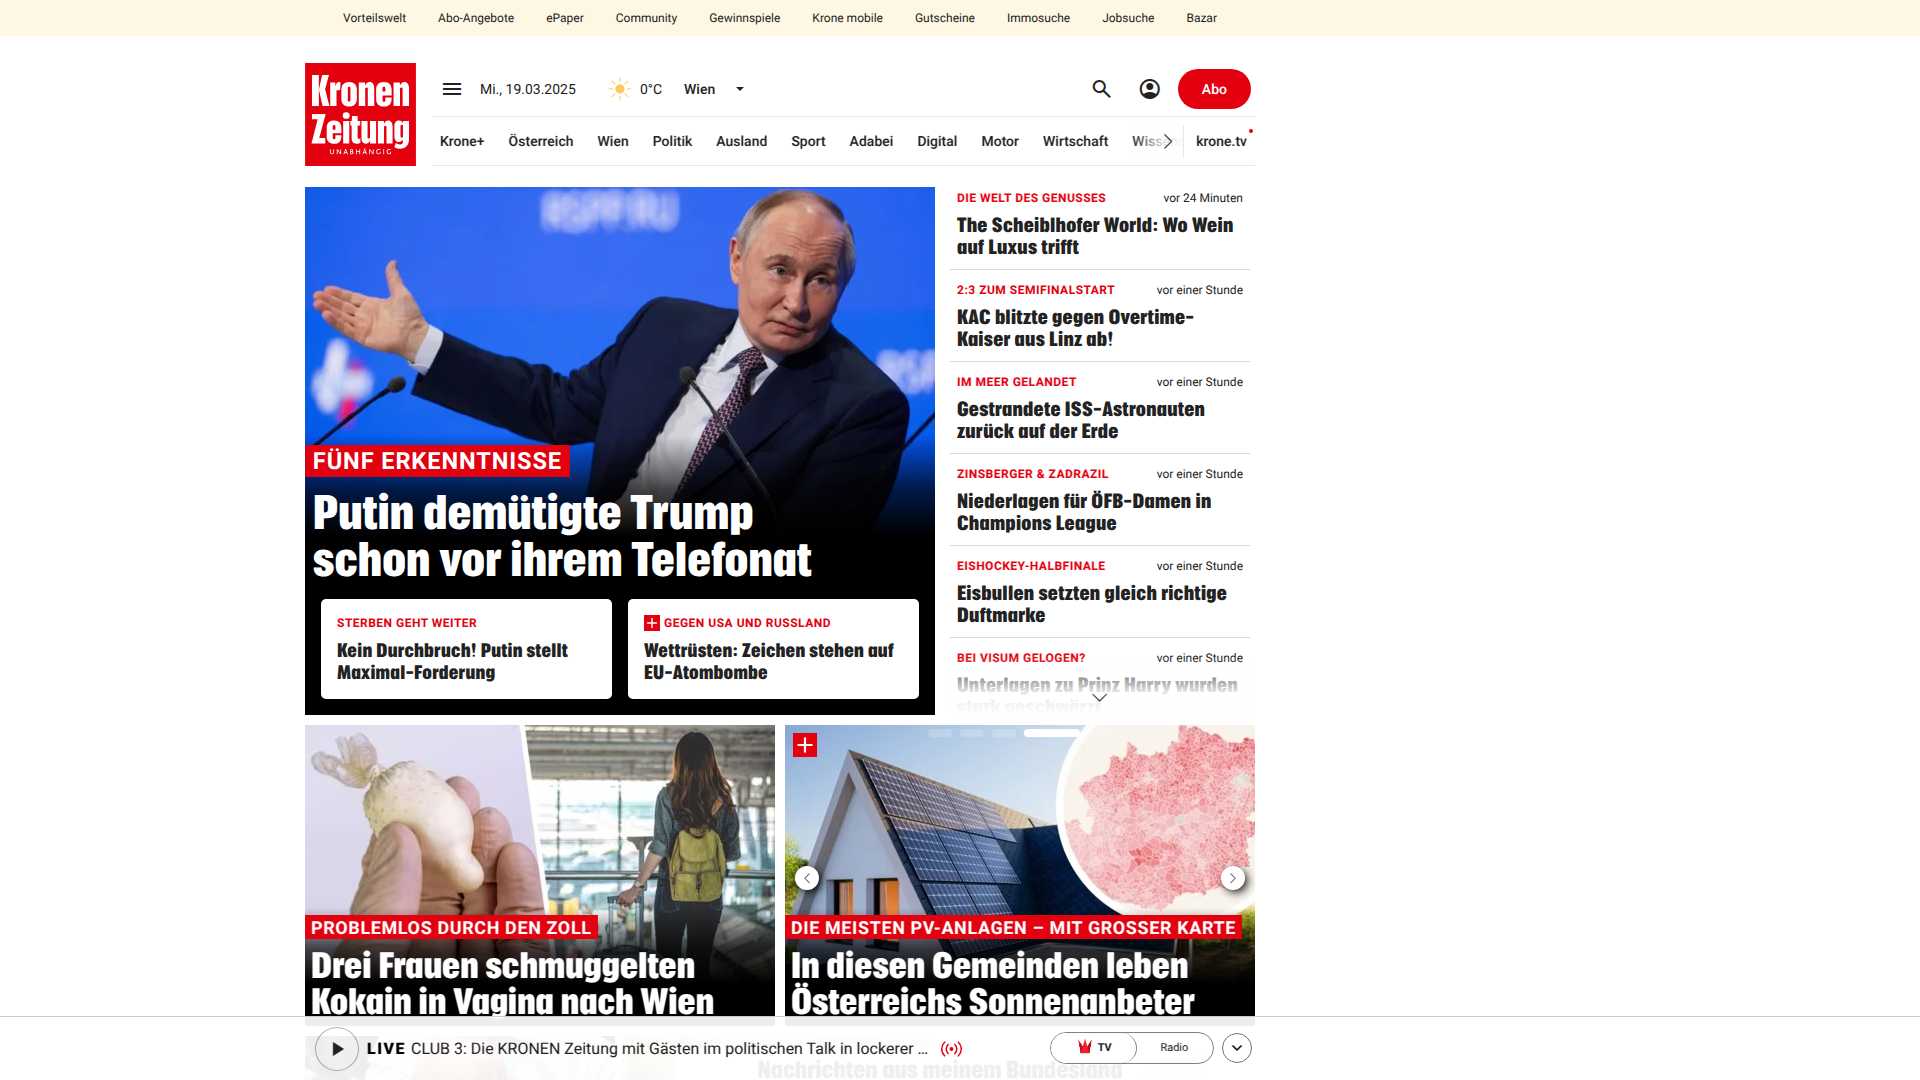 Vorteilswelt Abo-Angebote ePaper Community Gewinnspiele Krone mobile Gutscheine Immosuche Jobsuche Bazar
Kronen
Zeitung
UNABHÄNGIG
Mi., 19.03.2025 0°C Wien
Abo
Krone+ Österreich Wien Politik Ausland Sport Adabei Digital Motor Wirtschaft krone.tv
RSPP.RU
FÜNF ERKENNTNISSE
Putin demütigte Trump
schon vor ihrem Telefonat
STERBEN GEHT WEITER
Kein Durchbruch! Putin stellt
Maximal-Forderung
GEGEN USA UND RUSSLAND
Wettrüsten: Zeichen stehen auf
EU-Atombombe
DIE WELT DES GENUSSES vor 24 Minuten
The Scheiblhofer World: Wo Wein
auf Luxus trifft
2:3 ZUM SEMIFINALSTART vor einer Stunde
KAC blitzte gegen Overtime-
Kaiser aus Linz ab!
IM MEER GELANDET vor einer Stunde
Gestrandete ISS-Astronauten
zurück auf der Erde
ZINSBERGER & ZADRAZIL vor einer Stunde
Niederlagen für ÖFB-Damen in
Champions League
EISHOCKEY-HALBFINALE vor einer Stunde
Eisbullen setzten gleich richtige
Duftmarke
BEI VISUM GELOGEN? vor einer Stunde
Unterlagen zu Prinz Harry wurden
stark geschwärzt
PROBLEMLOS DURCH DEN ZOLL
Drei Frauen schmuggelten
Kokain in Vagina nach Wien
DIE MEISTEN PV-ANLAGEN – MIT GROSSER KARTE
In diesen Gemeinden leben
Österreichs Sonnenanbeter
LIVE CLUB 3: Die KRONEN Zeitung mit Gästen im politischen Talk in lockerer ...
TV Radio
Nachrichten aus meinem Bundesland